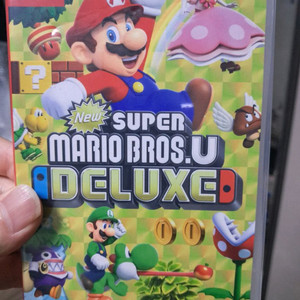 New SUPER
MARIO BROS. U
DELUXE